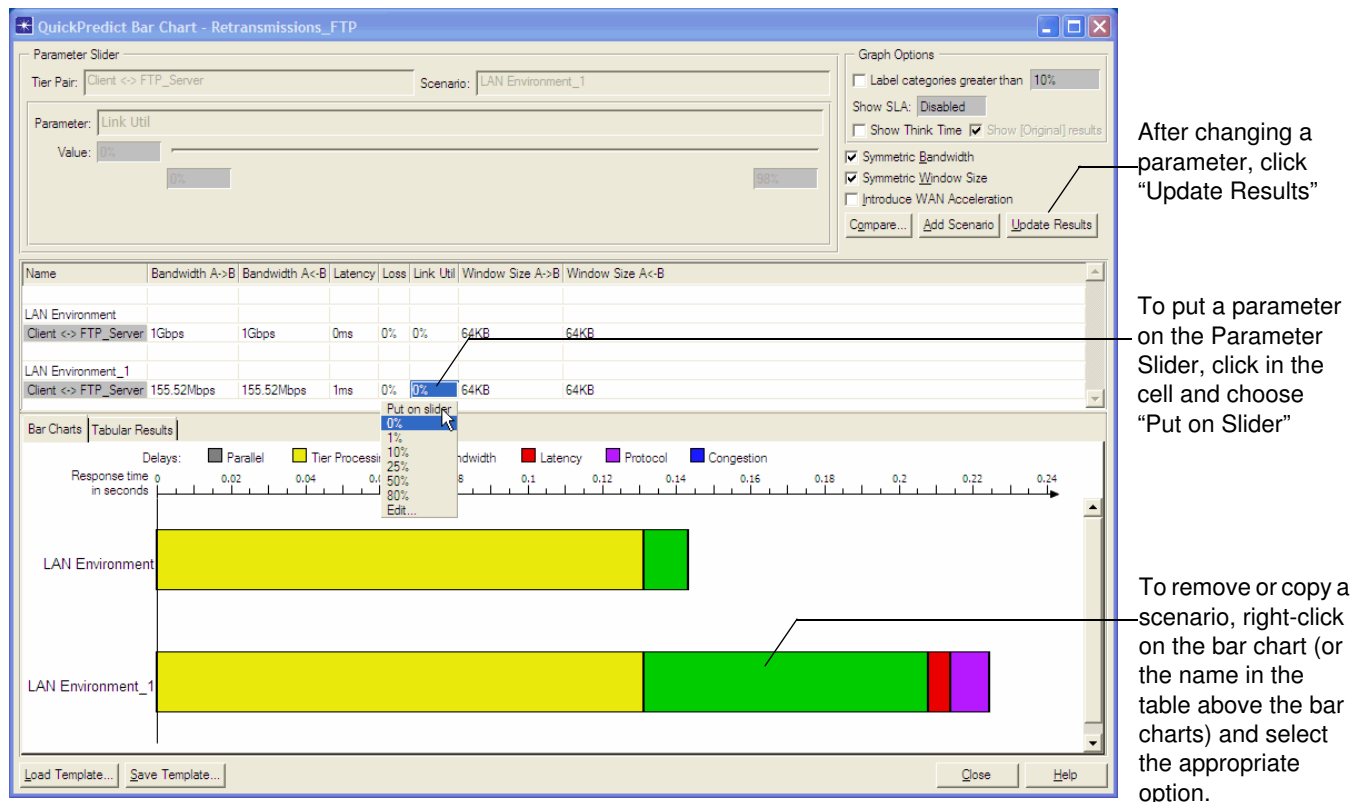 QuickPredict Bar Chart - Retransmissions_FTP
Parameter Slider
Tier Pair: Client <-> FTP_Server Scenario: LAN Environment_1
Parameter: Link Util
Value: 0%
0% 98%
Graph Options
Label categories greater than 10%
Show SLA: Disabled
Show Think Time Show [Original] results
Symmetric Bandwidth
Symmetric Window Size
Introduce WAN Acceleration
Compare... Add Scenario Update Results
After changing a
parameter, click
“Update Results”
Name Bandwidth A->B Bandwidth A<-B Latency Loss Link Util Window Size A->B Window Size A<-B
LAN Environment
Client <-> FTP_Server 1Gbps 1Gbps 0ms 0% 0% 64KB 64KB
LAN Environment_1
Client <-> FTP_Server 155.52Mbps 155.52Mbps 1ms 0% 0% 64KB 64KB
To put a parameter
on the Parameter
Slider, click in the
cell and choose
“Put on Slider”
Put on slider
0%
1%
10%
25%
50%
80%
Edit...
Bar Charts Tabular Results
Delays: Parallel Tier Processi ndwidth Latency Protocol Congestion
Response time
in seconds
0 0.02 0.04 0.0 8 0.1 0.12 0.14 0.16 0.18 0.2 0.22 0.24
LAN Environment
LAN Environment_1
To remove or copy a
scenario, right-click
on the bar chart (or
the name in the
table above the bar
charts) and select
the appropriate
option.
Load Template... Save Template... Close Help